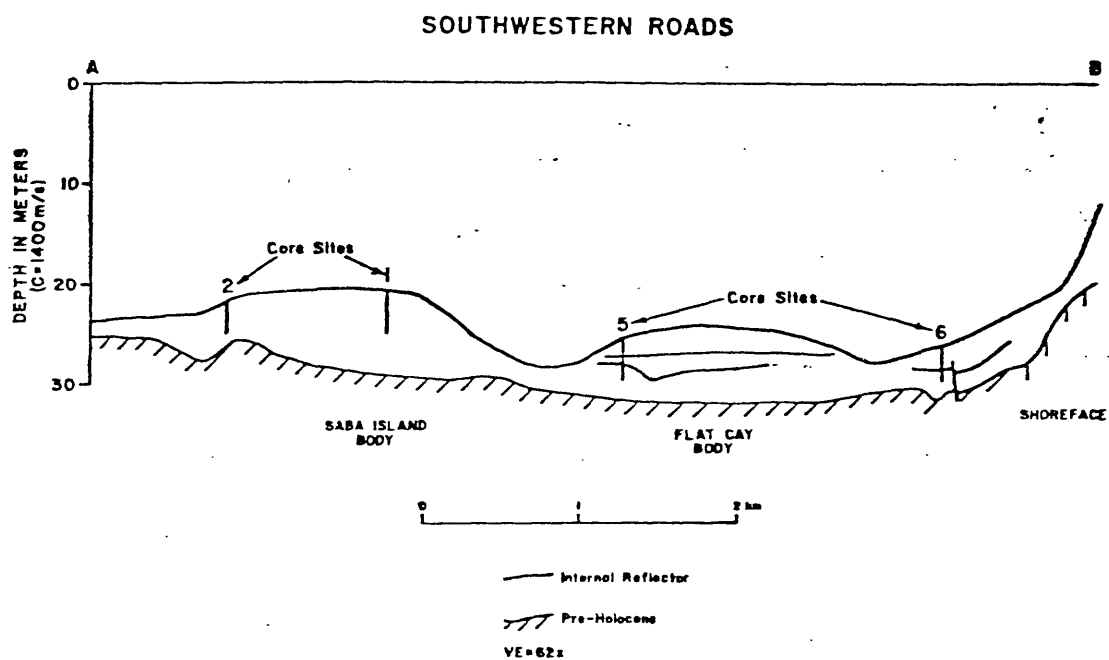 SOUTHWESTERN ROADS
A B
0
10
20
30
DEPTH IN METERS
(C=1400m/s)
Core Sites
2
Core Sites
5 6
SABA ISLAND
BODY
FLAT CAY
BODY
SHOREFACE
0 1 2 km
Internal Reflector
Pre-Holocene
VE=62x